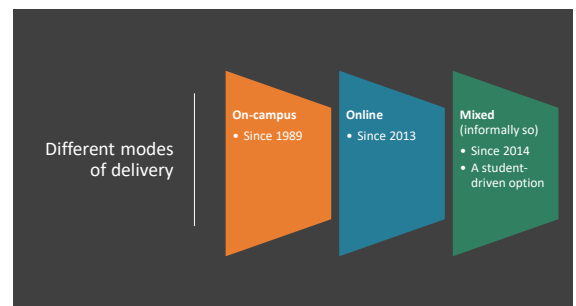 Different modes
of delivery
On-campus
• Since 1989
Online
• Since 2013
Mixed
(informally so)
• Since 2014
• A student-
driven option